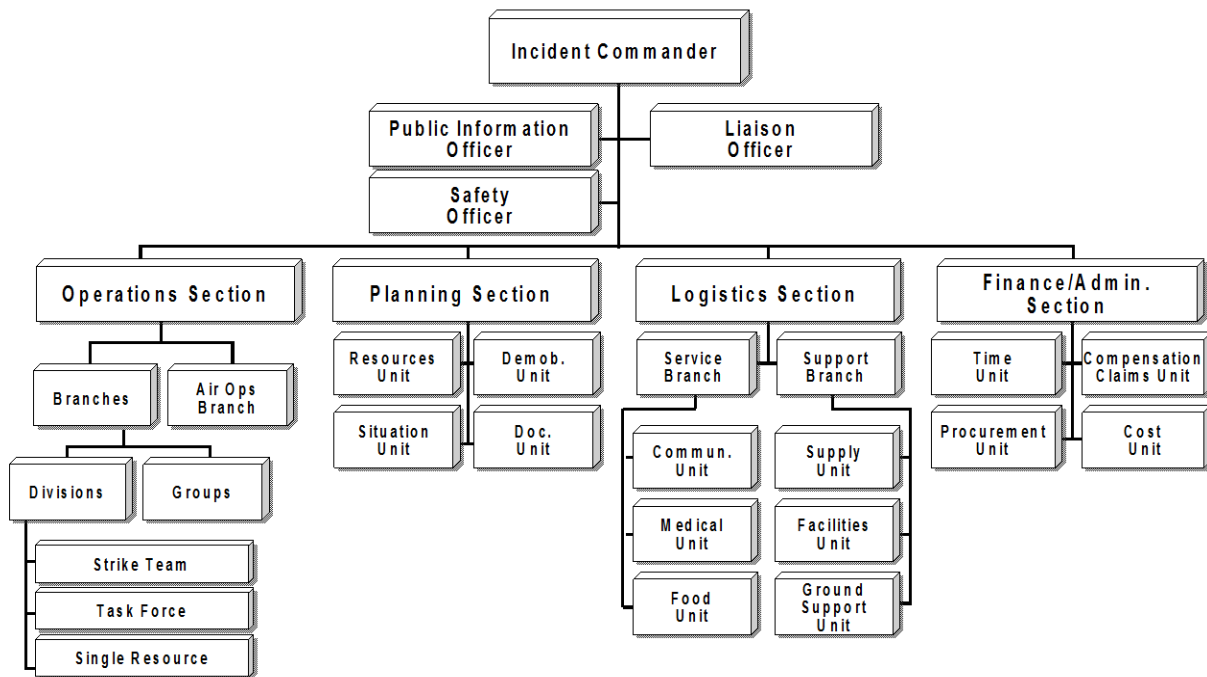 Incident Commander
Public Information
Officer
Liaison
Officer
Safety
Officer
Operations Section
Planning Section
Logistics Section
Finance/Admin.
Section
Branches
Air Ops
Branch
Divisions
Groups
Strike Team
Task Force
Single Resource
Resources
Unit
Demob.
Unit
Situation
Unit
Doc.
Unit
Service
Branch
Support
Branch
Commun.
Unit
Supply
Unit
Medical
Unit
Facilities
Unit
Food
Unit
Ground
Support
Unit
Time
Unit
Compensation
Claims Unit
Procurement
Unit
Cost
Unit